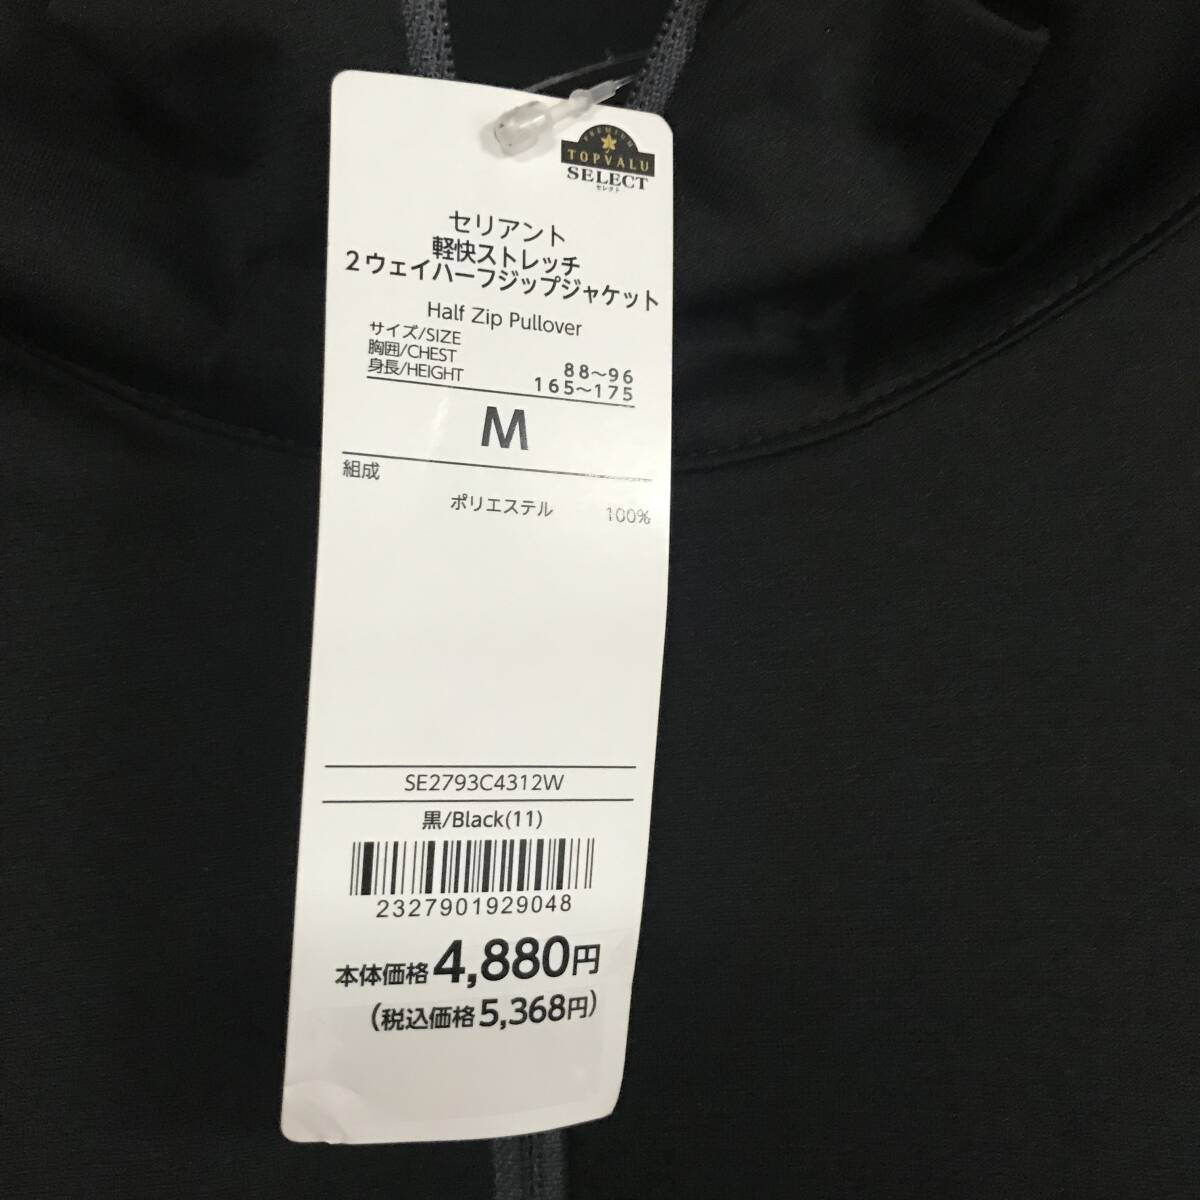 PREMIUM
TOPVALU
SELECT
セレクト
セリアント
軽快ストレッチ
２ウェイハーフジップジャケット
Half Zip Pullover
サイズ/SIZE
胸囲/CHEST 88～96
身長/HEIGHT 165～175
M
組成
ポリエステル 100%
SE2793C4312W
黒/Black(11)
2327901929048
本体価格4,880円
(税込価格5,368円)